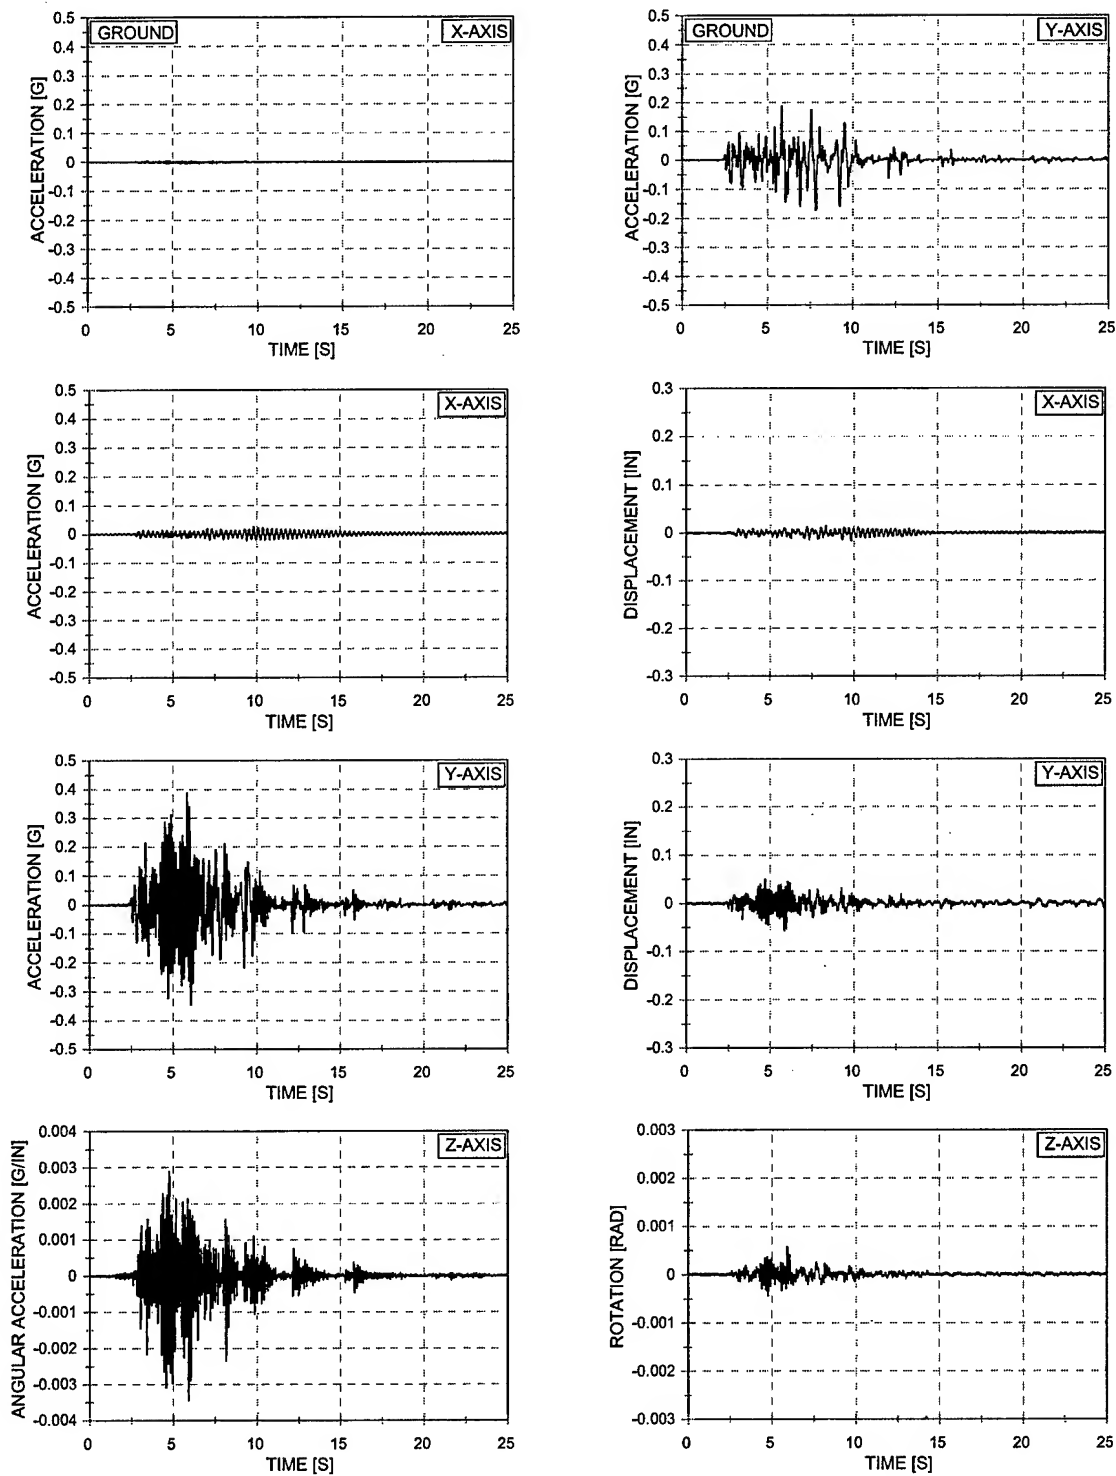 GROUND X-AXIS
0.5
0.4
0.3
0.2
0.1
0
-0.1
-0.2
-0.3
-0.4
-0.5
ACCELERATION [G]
0 5 10 15 20 25
TIME [S]
GROUND Y-AXIS
0.5
0.4
0.3
0.2
0.1
0
-0.1
-0.2
-0.3
-0.4
-0.5
ACCELERATION [G]
0 5 10 15 20 25
TIME [S]
X-AXIS
0.5
0.4
0.3
0.2
0.1
0
-0.1
-0.2
-0.3
-0.4
-0.5
ACCELERATION [G]
0 5 10 15 20 25
TIME [S]
X-AXIS
0.3
0.2
0.1
0
-0.1
-0.2
-0.3
DISPLACEMENT [IN]
0 5 10 15 20 25
TIME [S]
Y-AXIS
0.5
0.4
0.3
0.2
0.1
0
-0.1
-0.2
-0.3
-0.4
-0.5
ACCELERATION [G]
0 5 10 15 20 25
TIME [S]
Y-AXIS
0.3
0.2
0.1
0
-0.1
-0.2
-0.3
DISPLACEMENT [IN]
0 5 10 15 20 25
TIME [S]
Z-AXIS
0.004
0.003
0.002
0.001
0
-0.001
-0.002
-0.003
-0.004
ANGULAR ACCELERATION [G/IN]
0 5 10 15 20 25
TIME [S]
Z-AXIS
0.003
0.002
0.001
0
-0.001
-0.002
-0.003
ROTATION [RAD]
0 5 10 15 20 25
TIME [S]